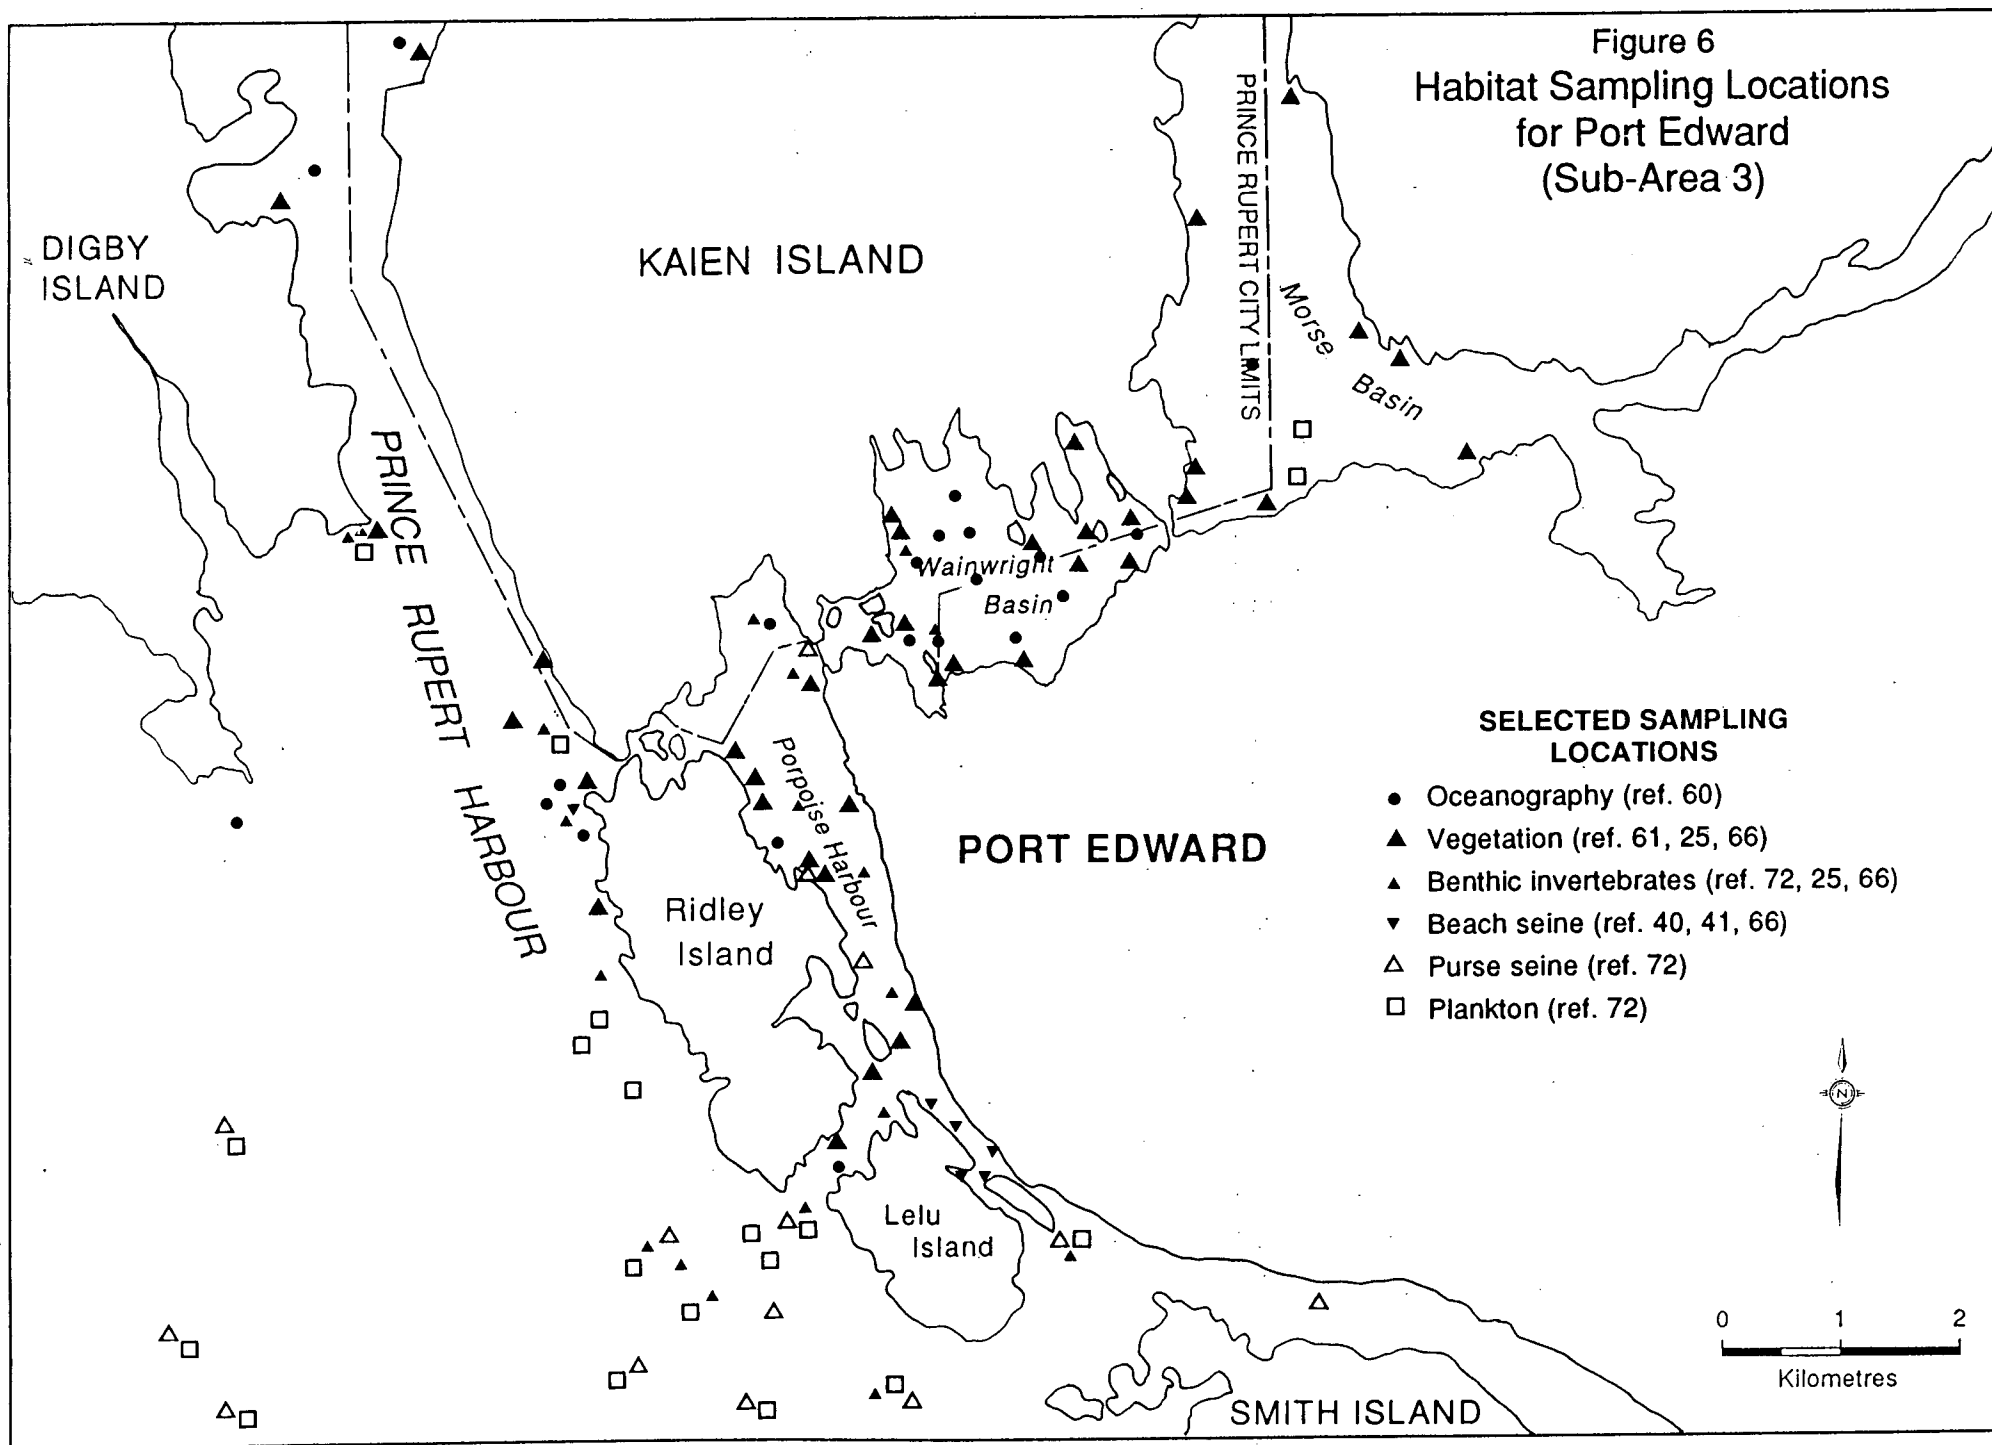 Figure 6
Habitat Sampling Locations
for Port Edward
(Sub-Area 3)
DIGBY
ISLAND
KAIEN ISLAND
PRINCE RUPERT CITY LIMITS
Morse
Basin
PRINCE RUPERT HARBOUR
Wainwright
Basin
Porpoise Harbour
PORT EDWARD
Ridley
Island
Lelu
Island
SMITH ISLAND
SELECTED SAMPLING
LOCATIONS
Oceanography (ref. 60)
Vegetation (ref. 61, 25, 66)
Benthic invertebrates (ref. 72, 25, 66)
Beach seine (ref. 40, 41, 66)
Purse seine (ref. 72)
Plankton (ref. 72)
N
0 1 2
Kilometres